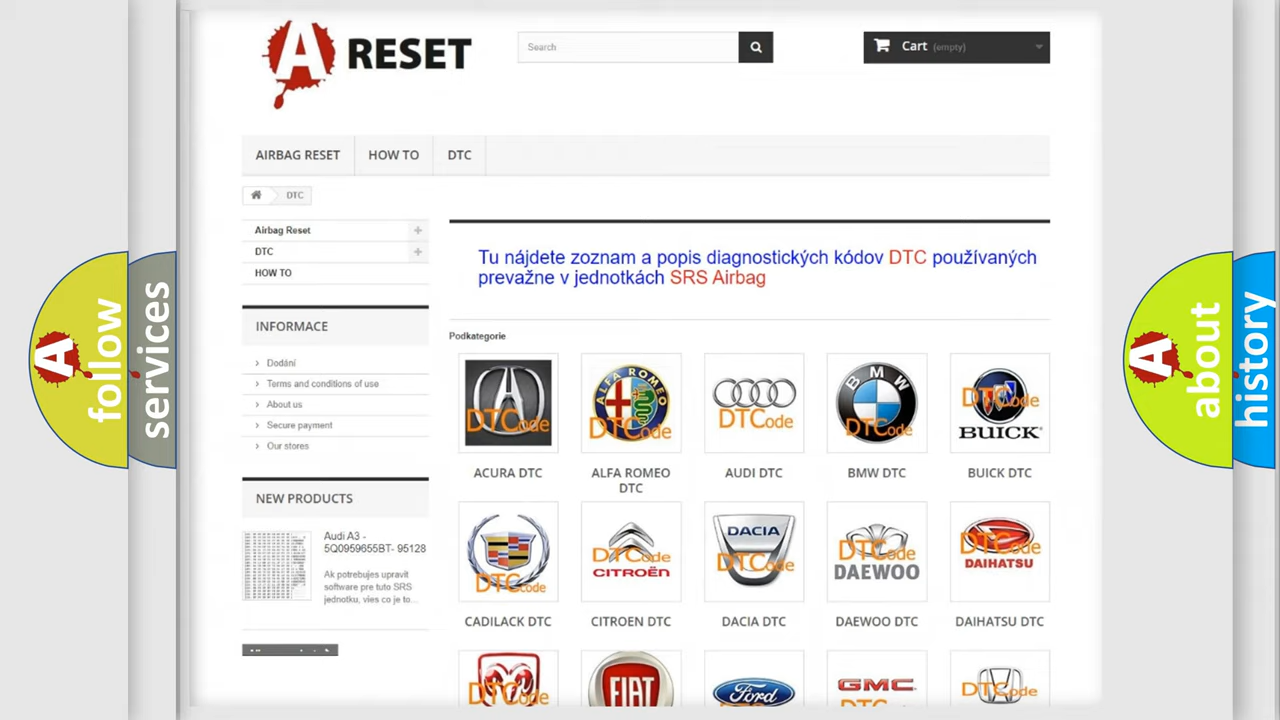 A RESET
Search
Cart (empty)
AIRBAG RESET
HOW TO
DTC
DTC
Airbag Reset
DTC
HOW TO
Tu nájdete zoznam a popis diagnostických kódov DTC používaných
prevažne v jednotkách SRS Airbag
INFORMACE
Dodání
Terms and conditions of use
About us
Secure payment
Our stores
Podkategorie
DTCode
ALFA ROMEO
DTCode
DTCode
BMW
DTCode
DTCode
BUICK
ACURA DTC
ALFA ROMEO
DTC
AUDI DTC
BMW DTC
BUICK DTC
NEW PRODUCTS
Audi A3 -
5Q0959655BT- 95128
Ak potrebujes upravit
software pre tuto SRS
jednotku, vies co je to...
DTCode
DTCode
CITROËN
DACIA
DTCode
DTCode
DAEWOO
DTCode
DAIHATSU
CADILACK DTC
CITROEN DTC
DACIA DTC
DAEWOO DTC
DAIHATSU DTC
DTCode
FIAT
Ford
GMC
DTCode
A follow
services
A about
history